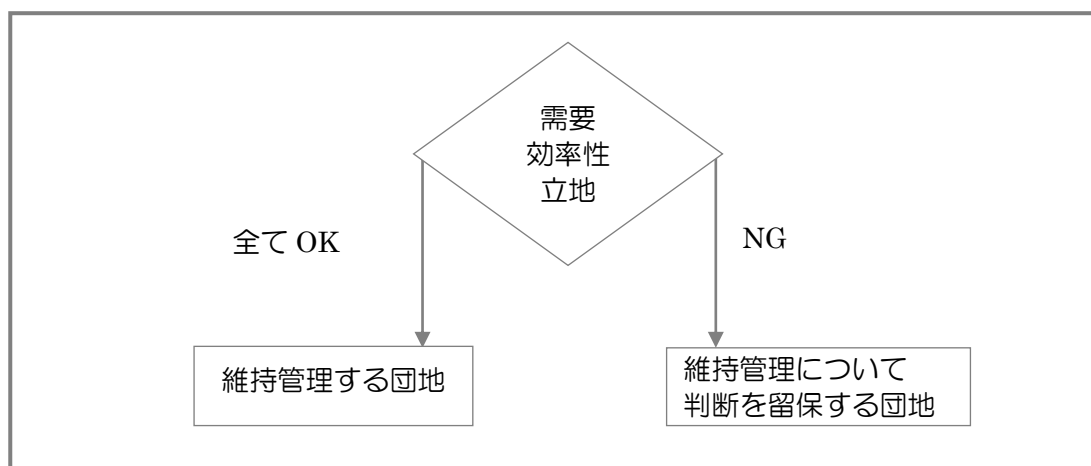 需要
効率性
立地
全て OK
NG
維持管理する団地
維持管理について
判断を留保する団地